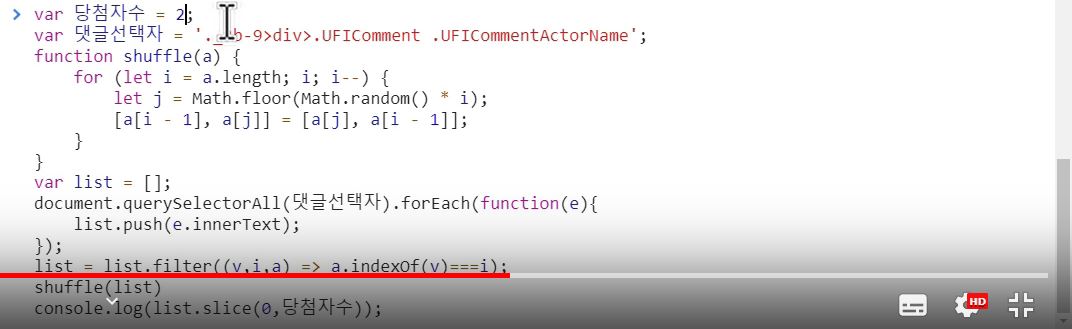 > var 당첨자수 = 2;
var 댓글선택자 = '._ b-9>div>.UFIComment .UFICommentActorName';
function shuffle(a) {
for (let i = a.length; i; i--) {
let j = Math.floor(Math.random() * i);
[a[i - 1], a[j]] = [a[j], a[i - 1]];
}
}
var list = [];
document.querySelectorAll(댓글선택자).forEach(function(e){
list.push(e.innerText);
});
list = list.filter((v,i,a) => a.indexOf(v)===i);
shuffle(list)
console.log(list.slice(0,당첨자수));
HD